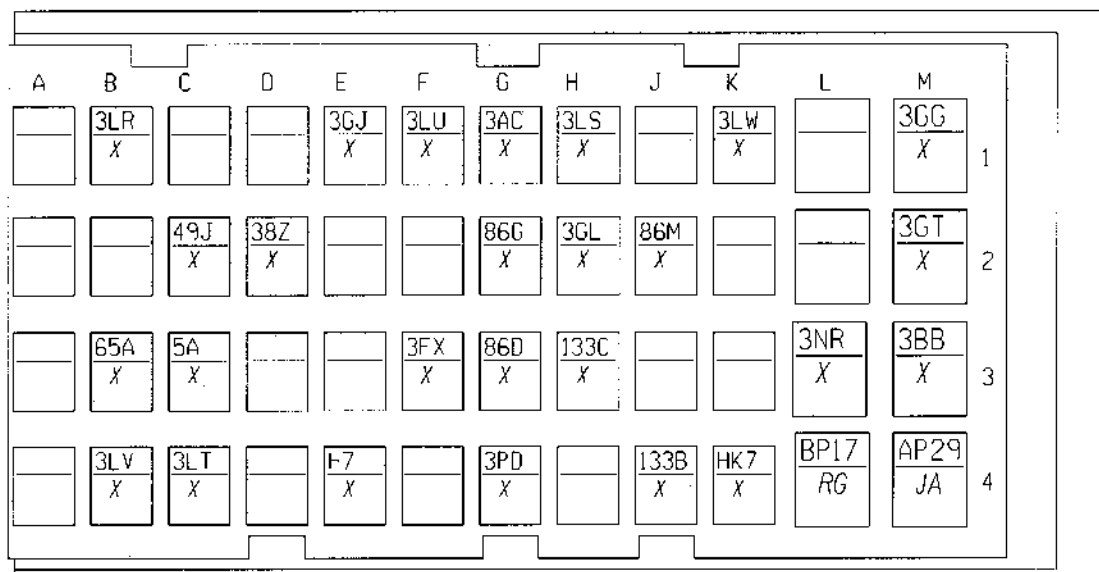 A B C D E F G H J K L M
3LR 3GJ 3LU 3AC 3LS 3LW 3GG
X X X X X X X 1
49J 38Z 86G 3GL 86M 3GT
X X X X X X 2
65A 5A 3FX 86D 133C 3NR 3BB
X X X X X X X 3
3LV 3LT 3PD 133B HK7 BP17 AP29
X X X X X X RG JA 4